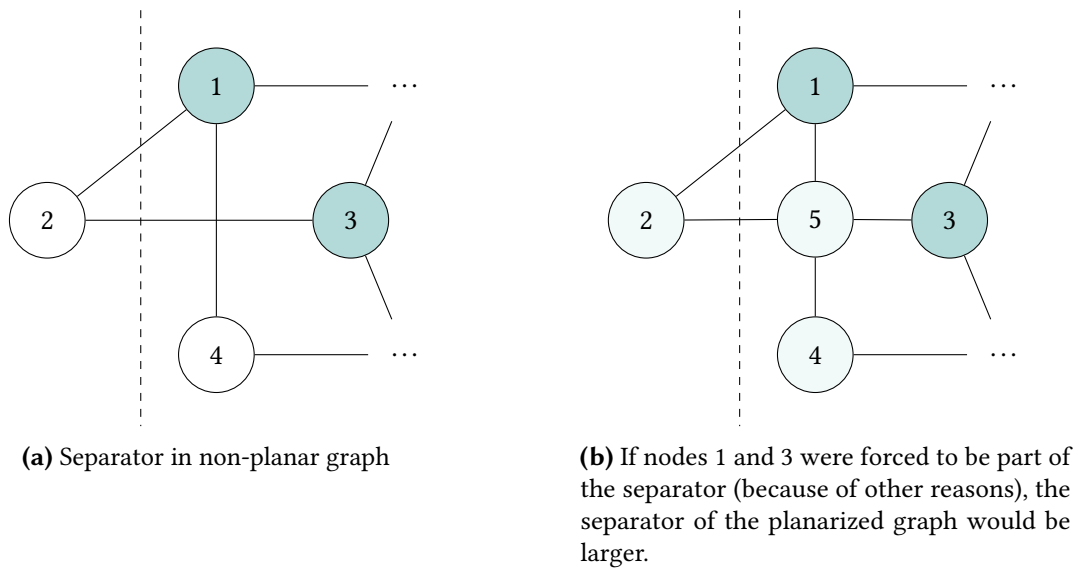 1 ··· 1 ···
2 3 2 5 3
4 ··· 4 ···
(a) Separator in non-planar graph
(b) If nodes 1 and 3 were forced to be part of
the separator (because of other reasons), the
separator of the planarized graph would be
larger.